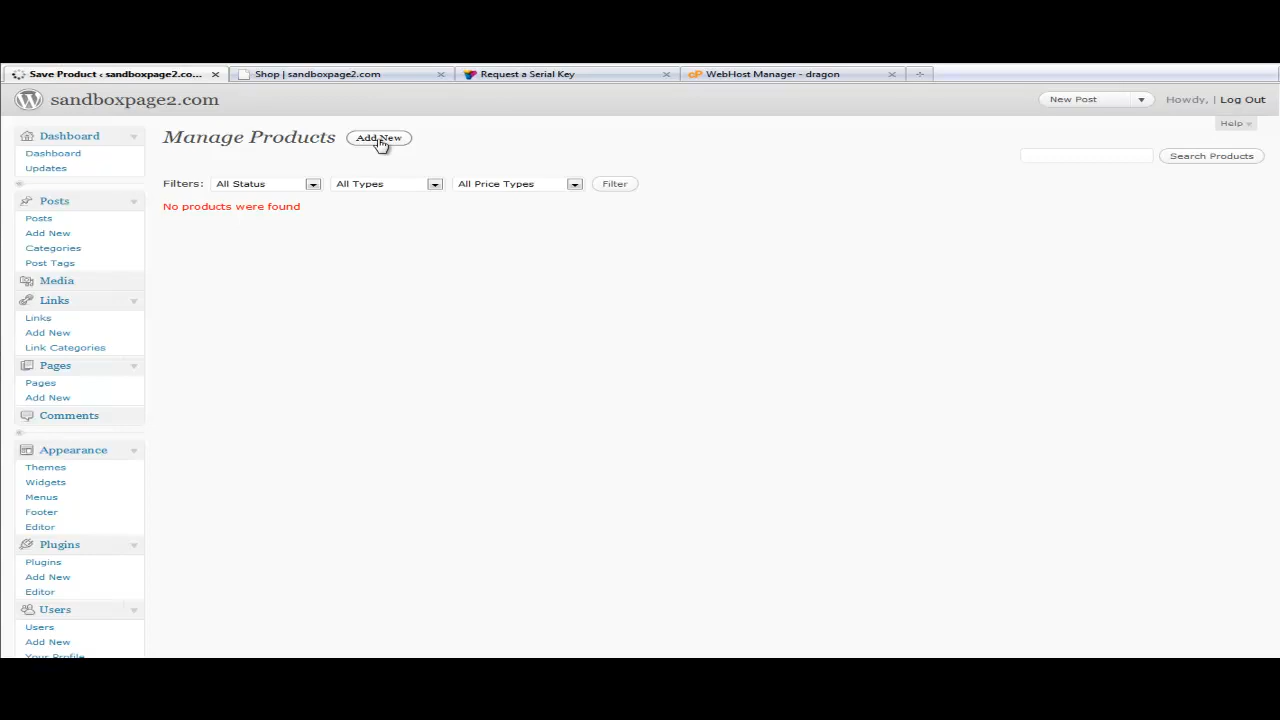 Save Product ‹ sandboxpage2.co...
Shop | sandboxpage2.com
Request a Serial Key
WebHost Manager - dragon
sandboxpage2.com
New Post
Howdy, | Log Out
Help
Manage Products
Add New
Search Products
Filters:
All Status
All Types
All Price Types
Filter
No products were found
Dashboard
Dashboard
Updates
Posts
Posts
Add New
Categories
Post Tags
Media
Links
Links
Add New
Link Categories
Pages
Pages
Add New
Comments
Appearance
Themes
Widgets
Menus
Footer
Editor
Plugins
Plugins
Add New
Editor
Users
Users
Add New
Your Profile